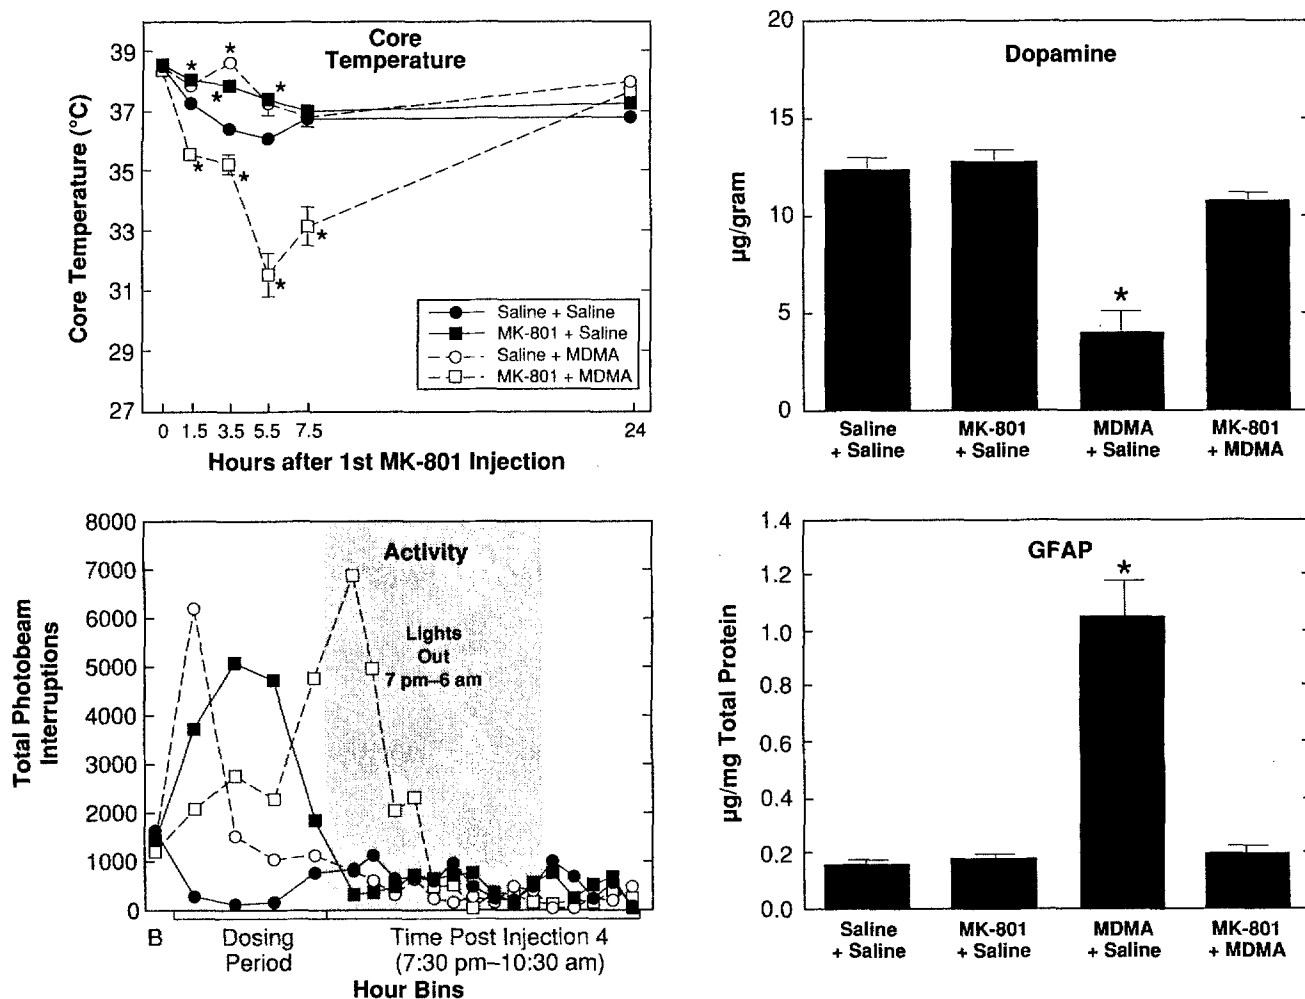 Core
Temperature
Core Temperature (°C)
39
37
35
33
31
29
27
*
*
*
*
*
*
*
*
Saline + Saline
MK-801 + Saline
Saline + MDMA
MK-801 + MDMA
0 1.5 3.5 5.5 7.5 24
Hours after 1st MK-801 Injection
Dopamine
µg/gram
20
15
10
5
0
*
Saline
+ Saline
MK-801
+ Saline
MDMA
+ Saline
MK-801
+ MDMA
Activity
Lights
Out
7 pm–6 am
Total Photobeam
Interruptions
8000
7000
6000
5000
4000
3000
2000
1000
0
B
Dosing
Period
Time Post Injection 4
(7:30 pm–10:30 am)
Hour Bins
GFAP
µg/mg Total Protein
1.4
1.2
1.0
0.8
0.6
0.4
0.2
0.0
*
Saline
+ Saline
MK-801
+ Saline
MDMA
+ Saline
MK-801
+ MDMA